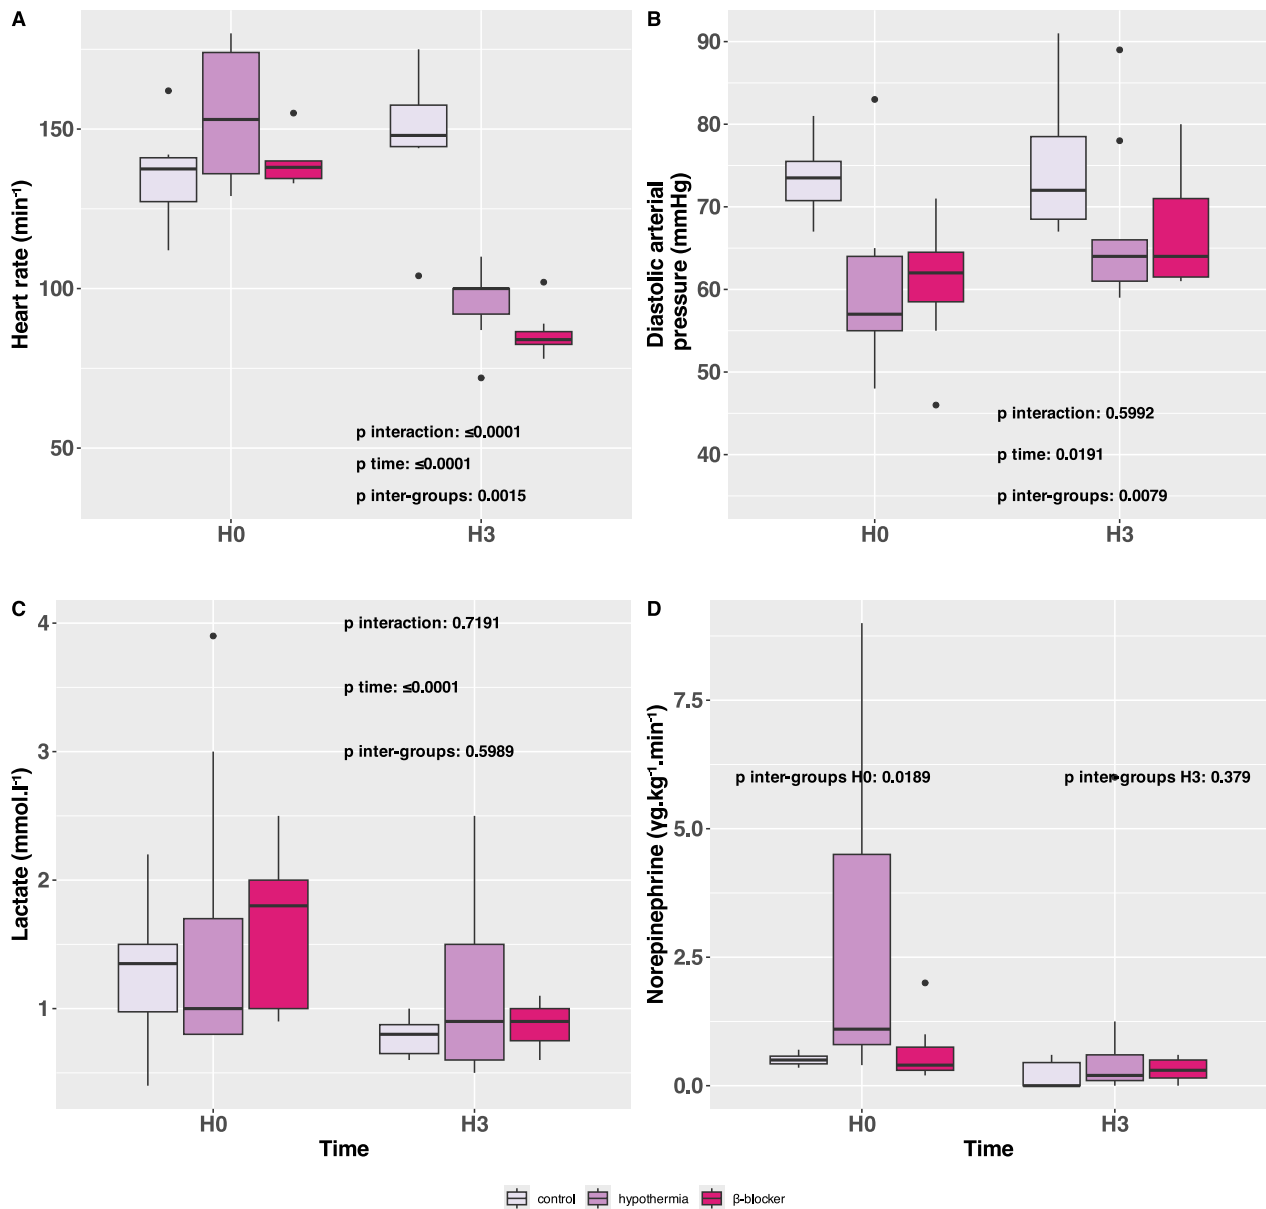 A
Heart rate (min⁻¹)
150
100
50
p interaction: ≤0.0001
p time: ≤0.0001
p inter-groups: 0.0015
H0
H3
B
Diastolic arterial
pressure (mmHg)
90
80
70
60
50
40
p interaction: 0.5992
p time: 0.0191
p inter-groups: 0.0079
H0
H3
C
Lactate (mmol.l⁻¹)
4
3
2
1
p interaction: 0.7191
p time: ≤0.0001
p inter-groups: 0.5989
H0
H3
Time
D
Norepinephrine (γg.kg⁻¹.min⁻¹)
7.5
5.0
2.5
0.0
p inter-groups H0: 0.0189
p inter-groups H3: 0.379
H0
H3
Time
control
hypothermia
β-blocker